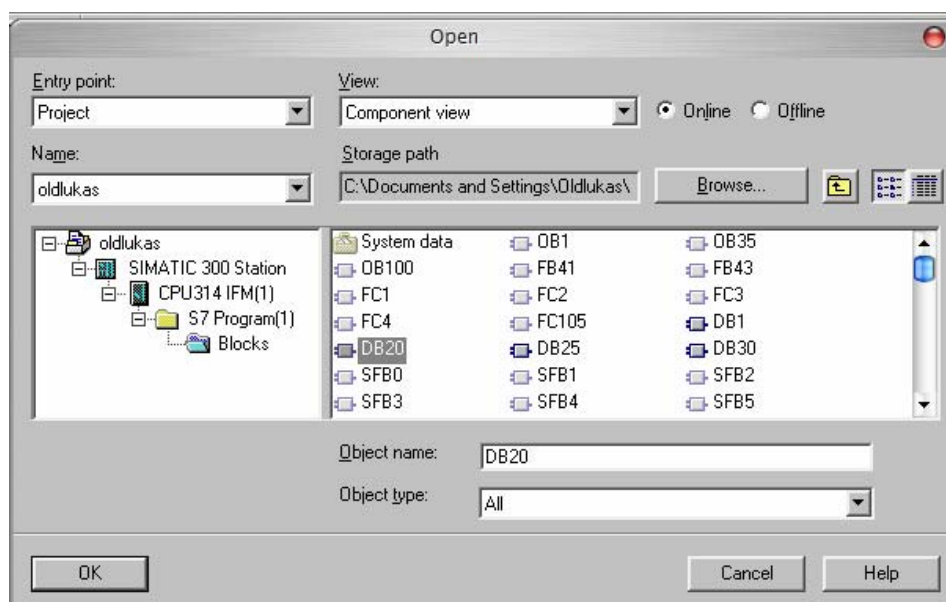 Open
Entry point:
Project
View:
Component view
Online
Offline
Name:
oldlukas
Storage path
C:\Documents and Settings\Oldlukas\
Browse...
oldlukas
SIMATIC 300 Station
CPU314 IFM(1)
S7 Program(1)
Blocks
System data OB1 OB35
OB100 FB41 FB43
FC1 FC2 FC3
FC4 FC105 DB1
DB20 DB25 DB30
SFB0 SFB1 SFB2
SFB3 SFB4 SFB5
Object name:
DB20
Object type:
All
OK
Cancel
Help